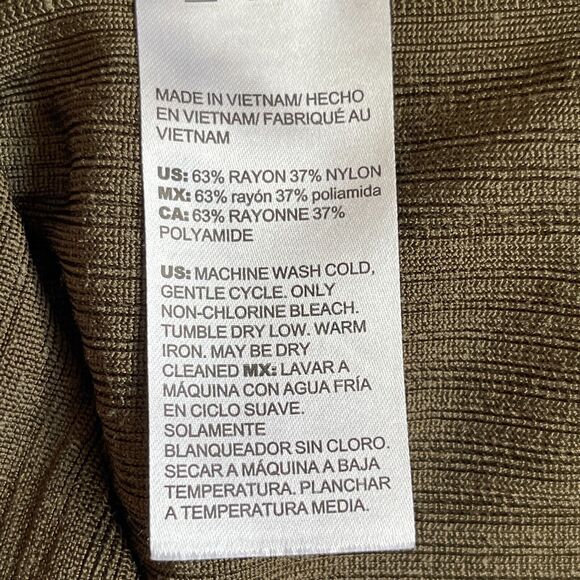 MADE IN VIETNAM/ HECHO
EN VIETNAM/ FABRIQUÉ AU
VIETNAM
US: 63% RAYON 37% NYLON
MX: 63% rayón 37% poliamida
CA: 63% RAYONNE 37%
POLYAMIDE
US: MACHINE WASH COLD,
GENTLE CYCLE. ONLY
NON-CHLORINE BLEACH.
TUMBLE DRY LOW. WARM
IRON. MAY BE DRY
CLEANED MX: LAVAR A
MÁQUINA CON AGUA FRÍA
EN CICLO SUAVE.
SOLAMENTE
BLANQUEADOR SIN CLORO.
SECAR A MÁQUINA A BAJA
TEMPERATURA. PLANCHAR
A TEMPERATURA MEDIA.